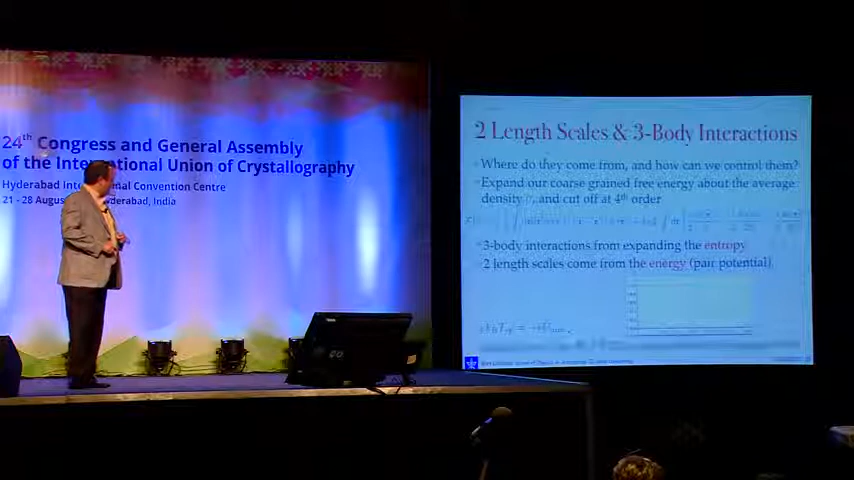 24th Congress and General Assembly
of the International Union of Crystallography
Hyderabad International Convention Centre
21 - 28 August Hyderabad, India
2 Length Scales & 3-Body Interactions
Where do they come from, and how can we control them?
Expand our coarse grained free energy about the average
density, and cut off at 4th order
3-body interactions from expanding the entropy
2 length scales come from the energy (pair potential)